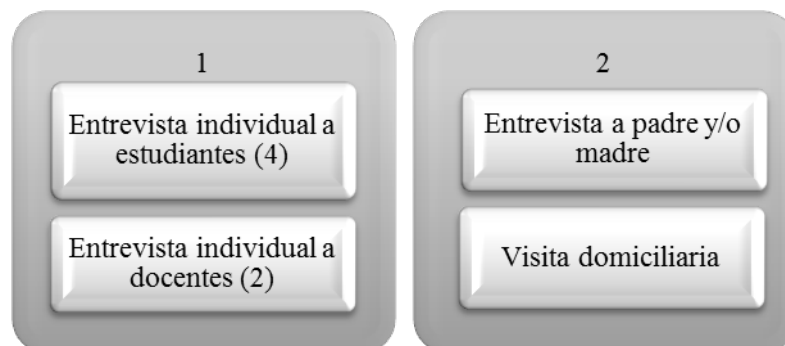 1
Entrevista individual a
estudiantes (4)
Entrevista individual a
docentes (2)
2
Entrevista a padre y/o
madre
Visita domiciliaria